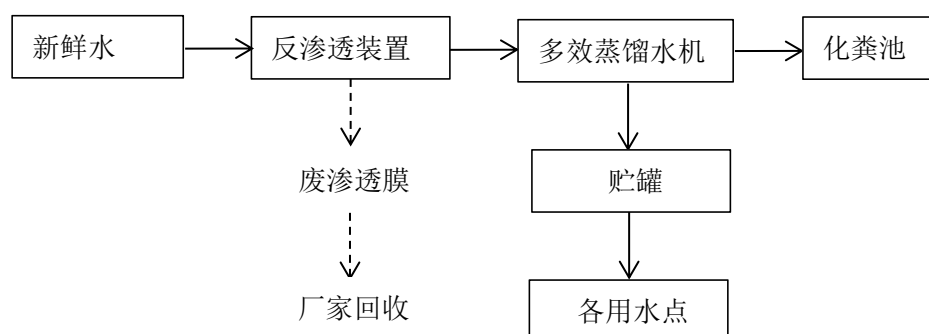 新鲜水
反渗透装置
多效蒸馏水机
化粪池
废渗透膜
贮罐
厂家回收
各用水点